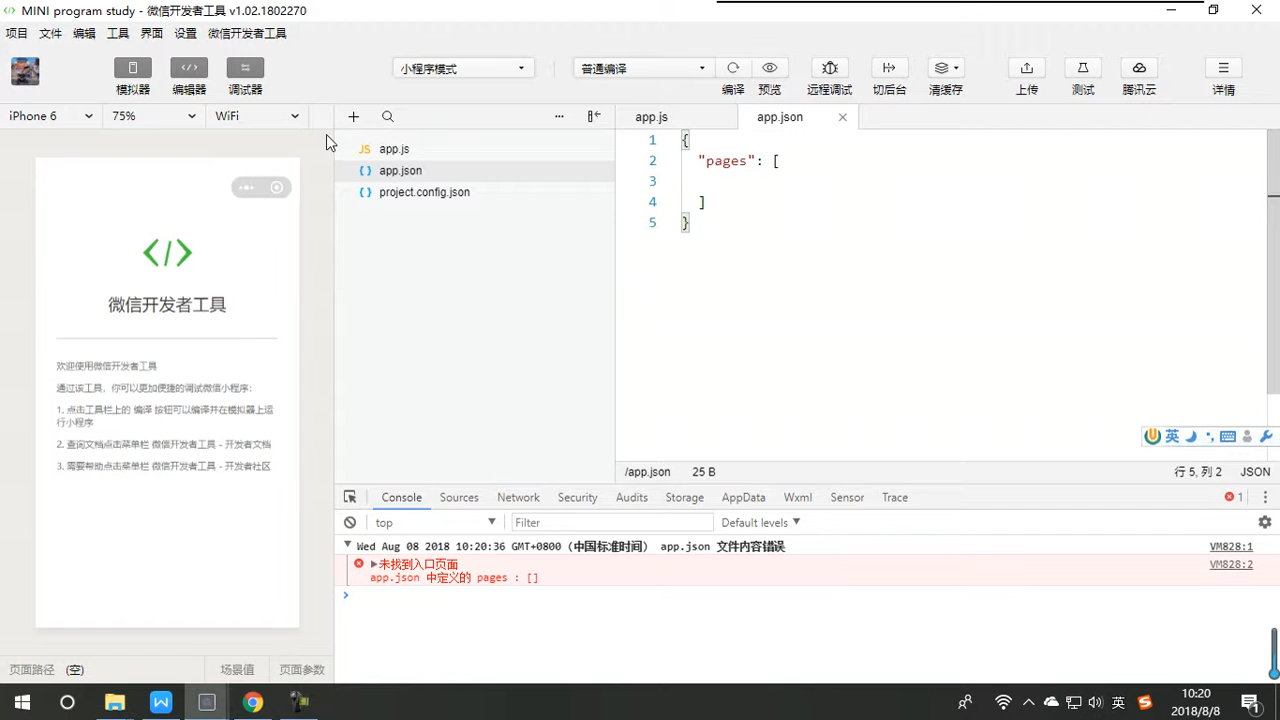 MINI program study - 微信开发者工具 v1.02.1802270
项目 文件 编辑 工具 界面 设置 微信开发者工具
小程序模式 普通编译
模拟器 编辑器 调试器 编译 预览 远程调试 切后台 清缓存 上传 测试 腾讯云 详情
iPhone 6 75% WiFi
app.js app.json
JS app.js
{ } app.json
{ } project.config.json
1 {
2 "pages": [
3
4 ]
5 }
微信开发者工具
欢迎使用微信开发者工具
通过该工具，你可以更加便捷的调试微信小程序：
1. 点击工具栏上的 编译 按钮可以编译并在模拟器上运
行小程序
2. 查阅文档点击菜单栏 微信开发者工具 - 开发者文档
3. 需要帮助点击菜单栏 微信开发者工具 - 开发者社区
英
/app.json 25 B 行 5, 列 2 JSON
Console Sources Network Security Audits Storage AppData Wxml Sensor Trace 1
top Filter Default levels
Wed Aug 08 2018 10:20:36 GMT+0800 (中国标准时间) app.json 文件内容错误 VM828:1
未找到入口页面 VM828:2
app.json 中定义的 pages : []
页面路径 (空) 场景值 页面参数
英 10:20
2018/8/8
1